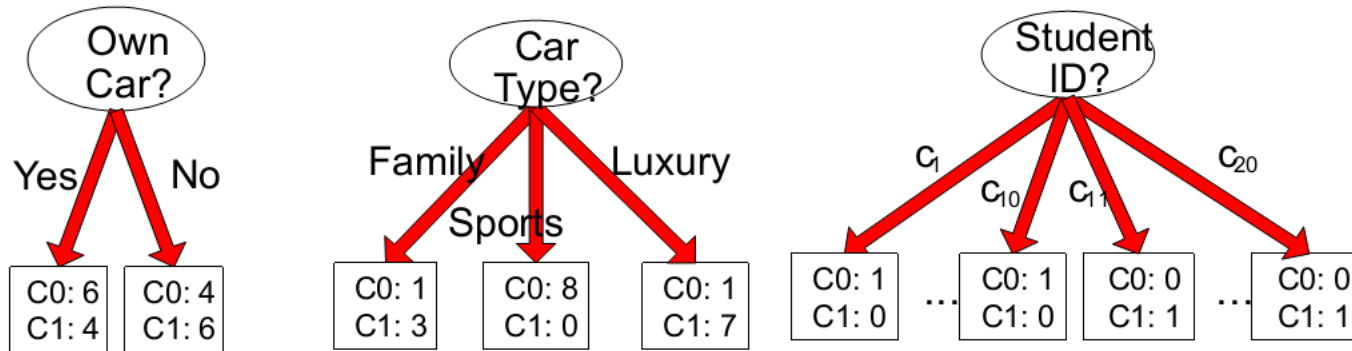 Own
Car?
Yes
No
C0: 6
C1: 4
C0: 4
C1: 6
Car
Type?
Family
Sports
Luxury
C0: 1
C1: 3
C0: 8
C1: 0
C0: 1
C1: 7
Student
ID?
c1
c10
c11
c20
C0: 1
C1: 0
...
C0: 1
C1: 0
C0: 0
C1: 1
...
C0: 0
C1: 1